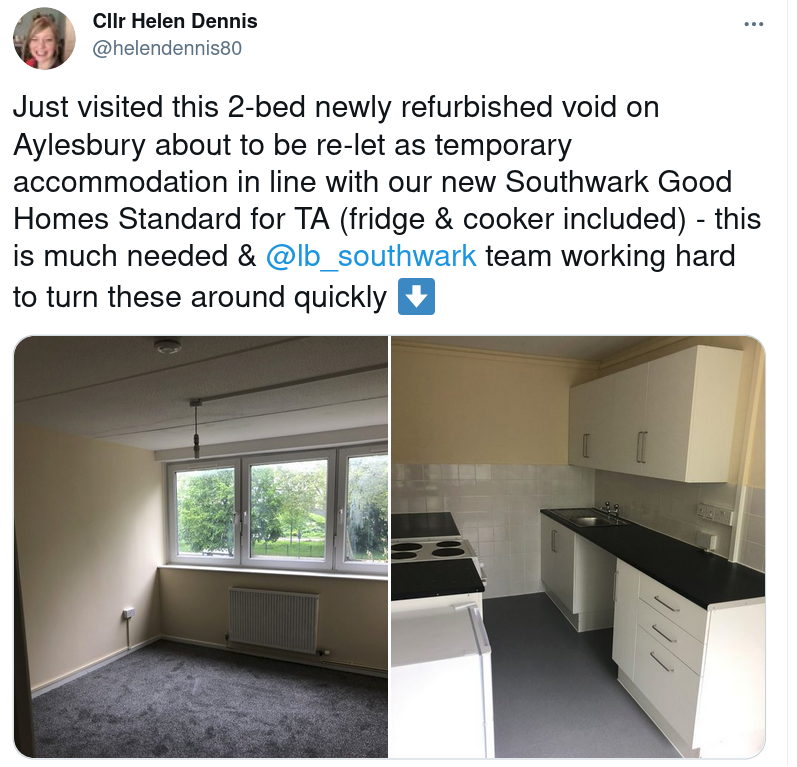 Cllr Helen Dennis
@helendennis80
Just visited this 2-bed newly refurbished void on
Aylesbury about to be re-let as temporary
accommodation in line with our new Southwark Good
Homes Standard for TA (fridge & cooker included) - this
is much needed & @lb_southwark team working hard
to turn these around quickly ⬇️